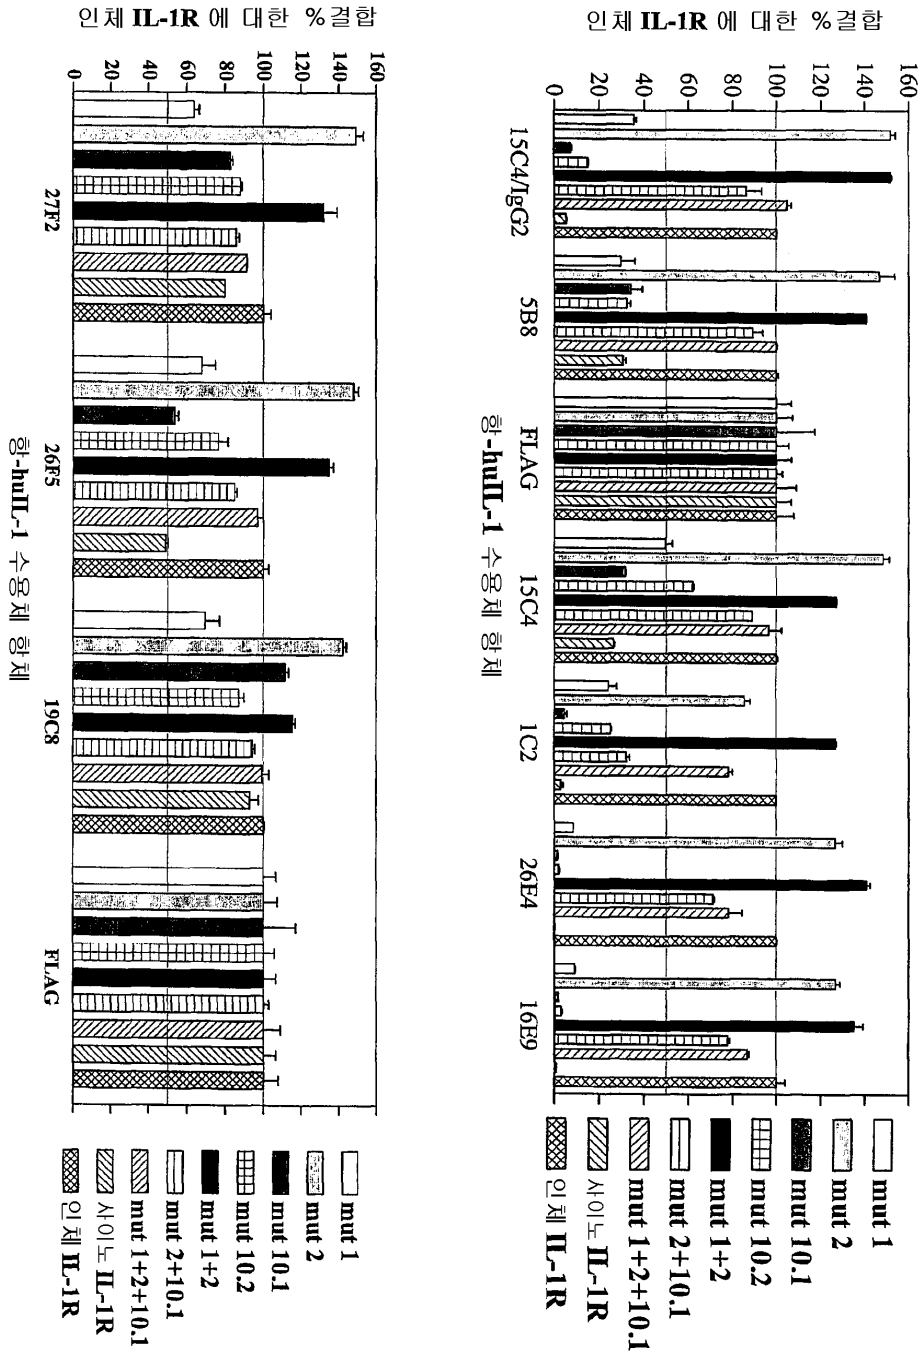 인체 IL-1R 에 대한 %결합
160
140
120
100
80
60
40
20
0
15C4/IgG2
5B8
FLAG
15C4
1C2
26E4
16E9
항-huIL-1 수용체 항체
mut 1
mut 2
mut 10.1
mut 10.2
mut 1+2
mut 2+10.1
mut 1+2+10.1
사이노 IL-1R
인체 IL-1R
인체 IL-1R 에 대한 %결합
160
140
120
100
80
60
40
20
0
27F2
26F5
19C8
FLAG
항-huIL-1 수용체 항체
mut 1
mut 2
mut 10.1
mut 10.2
mut 1+2
mut 2+10.1
mut 1+2+10.1
사이노 IL-1R
인체 IL-1R